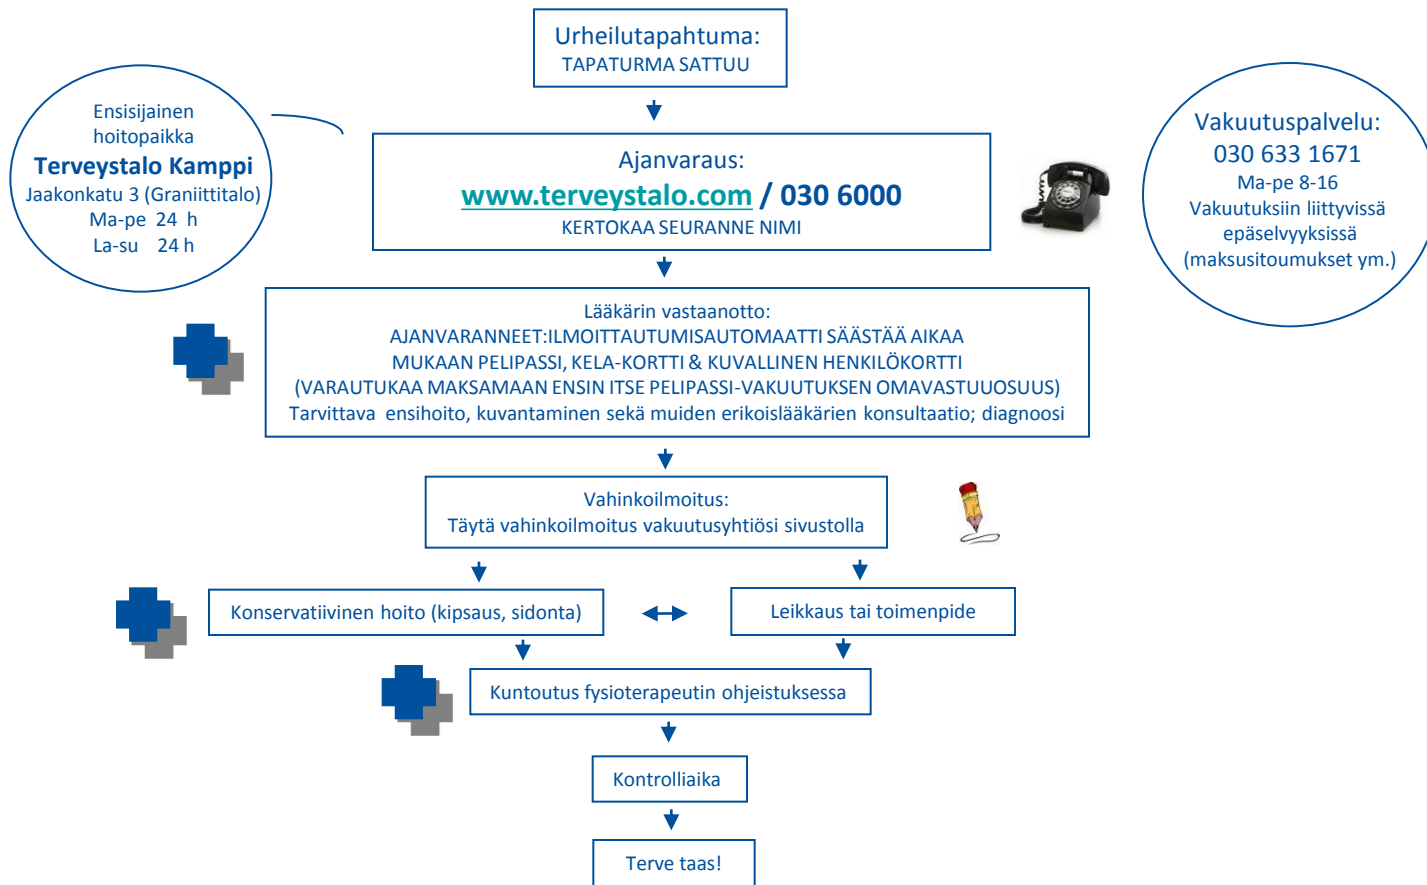 Urheilutapahtuma:
TAPATURMA SATTUU
Ensisijainen
hoitopaikka
Terveystalo Kamppi
Jaakonkatu 3 (Graniittitalo)
Ma-pe 24 h
La-su 24 h
Ajanvaraus:
www.terveystalo.com / 030 6000
KERTOKAA SEURANNE NIMI
Vakuutuspalvelu:
030 633 1671
Ma-pe 8-16
Vakuutuksiin liittyvissä
epäselvyyksissä
(maksusitoumukset ym.)
Lääkärin vastaanotto:
AJANVARANNEET:ILMOITTAUTUMISAUTOMAATTI SÄÄSTÄÄ AIKAA
MUKAAN PELIPASSI, KELA-KORTTI & KUVALLINEN HENKILÖKORTTI
(VARAUTUKAA MAKSAMAAN ENSIN ITSE PELIPASSI-VAKUUTUKSEN OMAVASTUUOSUUS)
Tarvittava ensihoito, kuvantaminen sekä muiden erikoislääkärien konsultaatio; diagnoosi
Vahinkoilmoitus:
Täytä vahinkoilmoitus vakuutusyhtiösi sivustolla
Konservatiivinen hoito (kipsaus, sidonta)
Leikkaus tai toimenpide
Kuntoutus fysioterapeutin ohjeistuksessa
Kontrolliaika
Terve taas!